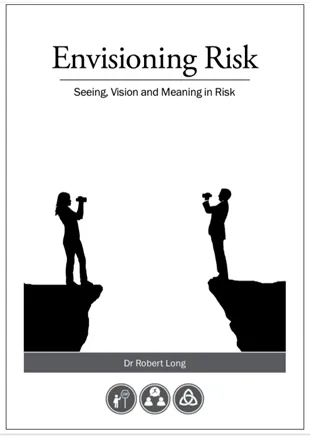 Envisioning Risk
Seeing, Vision and Meaning in Risk
Dr Robert Long